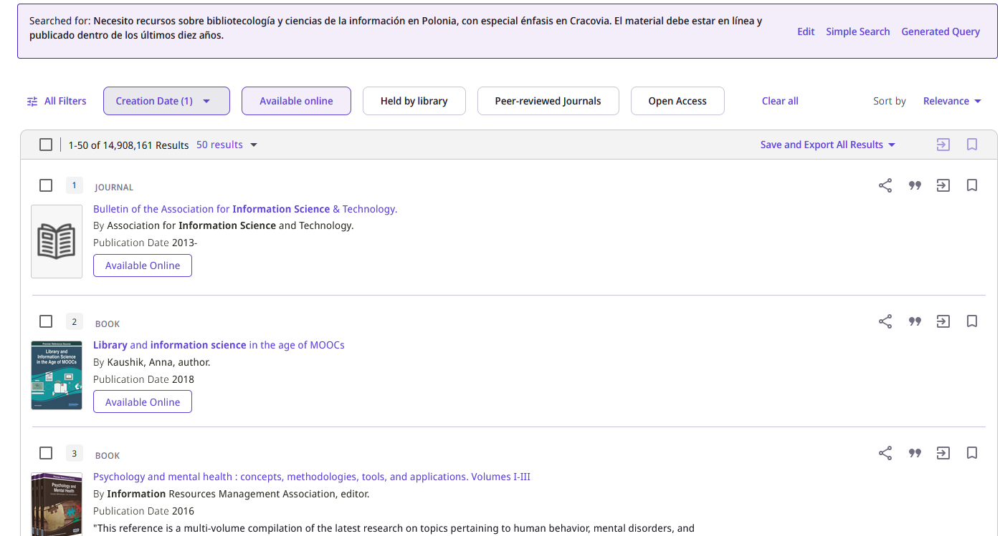 Searched for: Necesito recursos sobre bibliotecología y ciencias de la información en Polonia, con especial énfasis en Cracovia. El material debe estar en línea y
publicado dentro de los últimos diez años.
Edit Simple Search Generated Query
All Filters Creation Date (1) Available online Held by library Peer-reviewed Journals Open Access Clear all Sort by Relevance
1-50 of 14,908,161 Results 50 results Save and Export All Results
1 JOURNAL
Bulletin of the Association for Information Science & Technology.
By Association for Information Science and Technology.
Publication Date 2013-
Available Online
2 BOOK
Library and Information Science in the Age of MOOCs
Library and information science in the age of MOOCs
By Kaushik, Anna, author.
Publication Date 2018
Available Online
3 BOOK
Psychology and Mental Health
Psychology and mental health : concepts, methodologies, tools, and applications. Volumes I-III
By Information Resources Management Association, editor.
Publication Date 2016
"This reference is a multi-volume compilation of the latest research on topics pertaining to human behavior, mental disorders, and